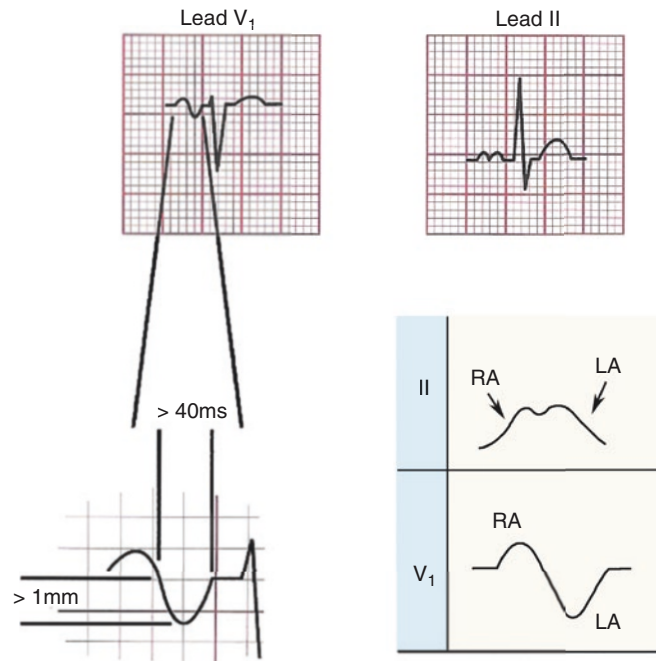 Lead V₁
Lead II
> 40ms
> 1mm
II
RA
LA
V₁
RA
LA